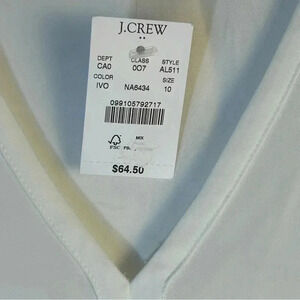 J.CREW
DEPT CLASS STYLE
CA0 007 AL511
COLOR SIZE
IVO NA6434 10
099105792717
FSC MIX
$64.50